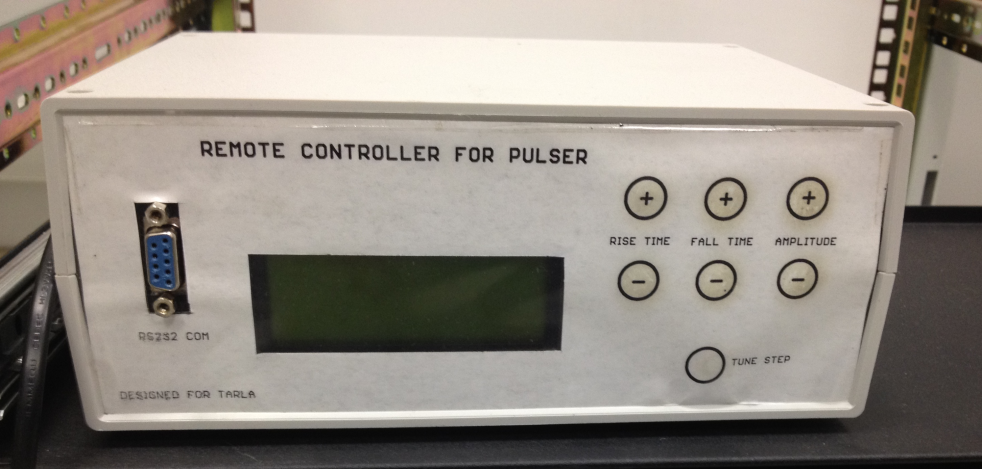 REMOTE CONTROLLER FOR PULSER
+ + +
RISE TIME FALL TIME AMPLITUDE
- - -
RS232 COM
TUNE STEP
DESIGNED FOR TARLA